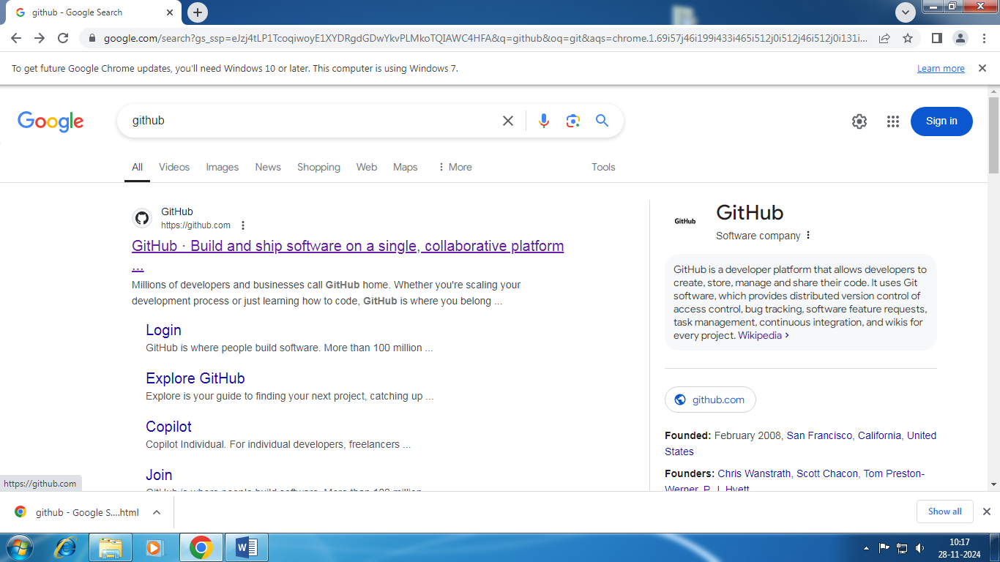 github - Google Search
google.com/search?gs_ssp=eJzj4tLP1TcoqiwoyE1XYDRgdGDwYkvPLMkoTQIAWC4HFA&q=github&oq=git&aqs=chrome.1.69i57j46i199i433i465i512j0i512j46i512j0i131i...
To get future Google Chrome updates, you'll need Windows 10 or later. This computer is using Windows 7.
Learn more
Google
github
Sign in
All Videos Images News Shopping Web Maps More Tools
GitHub
https://github.com
GitHub · Build and ship software on a single, collaborative platform
...
Millions of developers and businesses call GitHub home. Whether you're scaling your
development process or just learning how to code, GitHub is where you belong ...
Login
GitHub is where people build software. More than 100 million ...
Explore GitHub
Explore is your guide to finding your next project, catching up ...
Copilot
Copilot Individual. For individual developers, freelancers ...
Join
GitHub is where people build software. More than 100 million
GitHub
GitHub
Software company
GitHub is a developer platform that allows developers to
create, store, manage and share their code. It uses Git
software, which provides distributed version control of
access control, bug tracking, software feature requests,
task management, continuous integration, and wikis for
every project. Wikipedia
github.com
Founded: February 2008, San Francisco, California, United
States
Founders: Chris Wanstrath, Scott Chacon, Tom Preston-
Werner, P. J. Hyett
https://github.com
github - Google S....html
Show all
10:17
28-11-2024